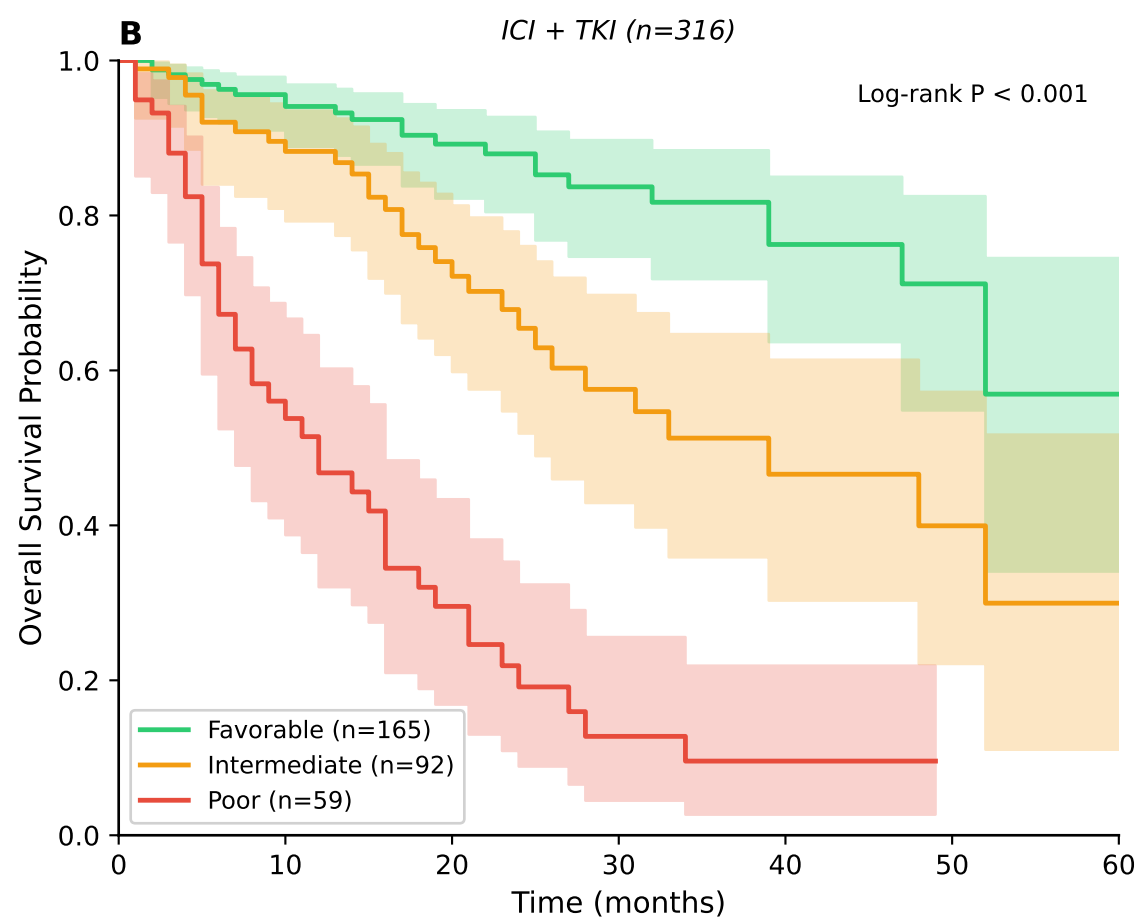 B
ICI + TKI (n=316)
Log-rank P < 0.001
Overall Survival Probability
1.0
0.8
0.6
0.4
0.2
0.0
Favorable (n=165)
Intermediate (n=92)
Poor (n=59)
0 10 20 30 40 50 60
Time (months)